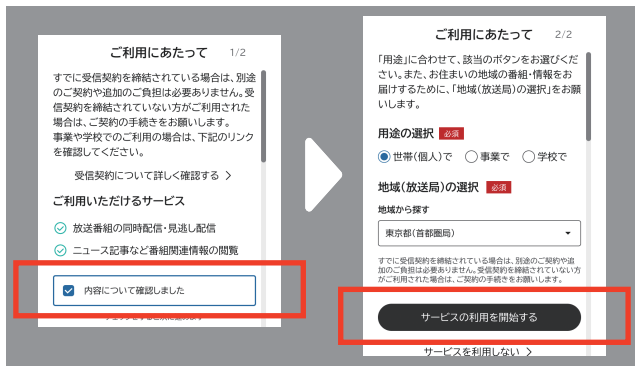 ご利用にあたって 1/2
すでに受信契約を締結されている場合は、別途
のご契約や追加のご負担は必要ありません。受
信契約を締結されていない方がご利用された
場合は、ご契約の手続きをお願いします。
事業や学校でのご利用の場合は、下記のリンク
を確認してください。
受信契約について詳しく確認する
ご利用いただけるサービス
放送番組の同時配信・見逃し配信
ニュース記事など番組関連情報の閲覧
内容について確認しました
ご利用にあたって 2/2
「用途」に合わせて、該当のボタンをお選びくだ
さい。また、お住まいの地域の番組・情報をお
届けするために、「地域(放送局)の選択」をお願
いします。
用途の選択 必須
世帯(個人)で 事業で 学校で
地域(放送局)の選択 必須
地域から探す
東京都(首都圏局)
すでに受信契約を締結されている場合は、別途のご契約や追
加のご負担は必要ありません。受信契約を締結されていない方
がご利用された場合は、ご契約の手続きをお願いします。
サービスの利用を開始する
サービスを利用しない